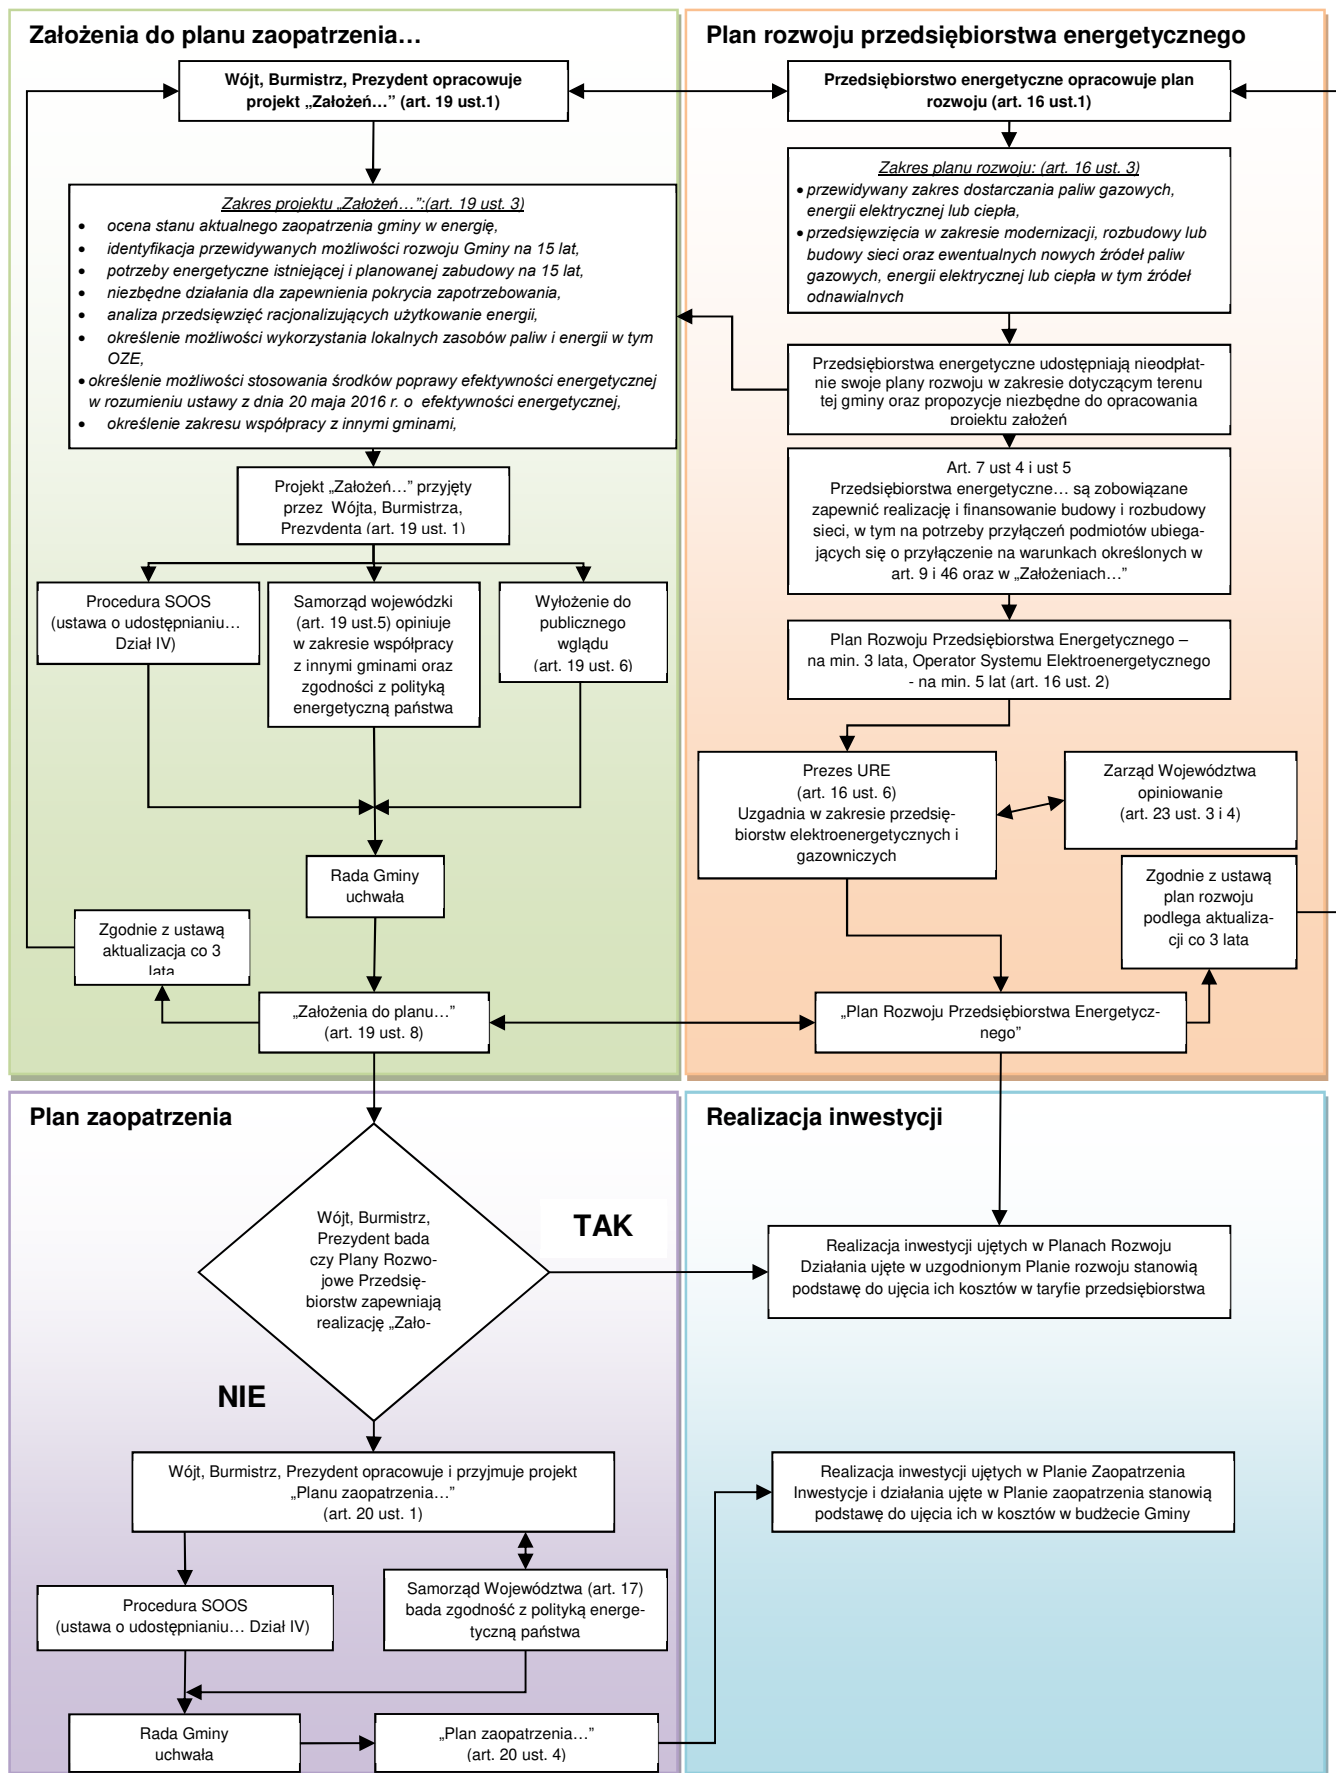 Założenia do planu zaopatrzenia…
Wójt, Burmistrz, Prezydent opracowuje
projekt „Założeń…” (art. 19 ust.1)
Zakres projektu „Założeń…”:(art. 19 ust. 3)
• ocena stanu aktualnego zaopatrzenia gminy w energię,
• identyfikacja przewidywanych możliwości rozwoju Gminy na 15 lat,
• potrzeby energetyczne istniejącej i planowanej zabudowy na 15 lat,
• niezbędne działania dla zapewnienia pokrycia zapotrzebowania,
• analiza przedsięwzięć racjonalizujących użytkowanie energii,
• określenie możliwości wykorzystania lokalnych zasobów paliw i energii w tym
OZE,
• określenie możliwości stosowania środków poprawy efektywności energetycznej
w rozumieniu ustawy z dnia 20 maja 2016 r. o efektywności energetycznej,
• określenie zakresu współpracy z innymi gminami,
Projekt „Założeń…” przyjęty
przez Wójta, Burmistrza,
Prezydenta (art. 19 ust. 1)
Procedura SOOS
(ustawa o udostępnianiu…
Dział IV)
Samorząd wojewódzki
(art. 19 ust.5) opiniuje
w zakresie współpracy
z innymi gminami oraz
zgodności z polityką
energetyczną państwa
Wyłożenie do
publicznego
wglądu
(art. 19 ust. 6)
Rada Gminy
uchwała
Zgodnie z ustawą
aktualizacja co 3
lata
„Założenia do planu…”
(art. 19 ust. 8)
Plan rozwoju przedsiębiorstwa energetycznego
Przedsiębiorstwo energetyczne opracowuje plan
rozwoju (art. 16 ust.1)
Zakres planu rozwoju: (art. 16 ust. 3)
• przewidywany zakres dostarczania paliw gazowych,
energii elektrycznej lub ciepła,
• przedsięwzięcia w zakresie modernizacji, rozbudowy lub
budowy sieci oraz ewentualnych nowych źródeł paliw
gazowych, energii elektrycznej lub ciepła w tym źródeł
odnawialnych
Przedsiębiorstwa energetyczne udostępniają nieodpłat-
nie swoje plany rozwoju w zakresie dotyczącym terenu
tej gminy oraz propozycje niezbędne do opracowania
projektu założeń
Art. 7 ust 4 i ust 5
Przedsiębiorstwa energetyczne… są zobowiązane
zapewnić realizację i finansowanie budowy i rozbudowy
sieci, w tym na potrzeby przyłączeń podmiotów ubiega-
jących się o przyłączenie na warunkach określonych w
art. 9 i 46 oraz w „Założeniach…”
Plan Rozwoju Przedsiębiorstwa Energetycznego –
na min. 3 lata, Operator Systemu Elektroenergetycznego
- na min. 5 lat (art. 16 ust. 2)
Prezes URE
(art. 16 ust. 6)
Uzgadnia w zakresie przedsię-
biorstw elektroenergetycznych i
gazowniczych
Zarząd Województwa
opiniowanie
(art. 23 ust. 3 i 4)
Zgodnie z ustawą
plan rozwoju
podlega aktualiza-
cji co 3 lata
„Plan Rozwoju Przedsiębiorstwa Energetycz-
nego”
Plan zaopatrzenia
Wójt, Burmistrz,
Prezydent bada
czy Plany Rozwo-
jowe Przedsię-
biorstw zapewniają
realizację „Zało-
TAK
NIE
Wójt, Burmistrz, Prezydent opracowuje i przyjmuje projekt
„Planu zaopatrzenia…”
(art. 20 ust. 1)
Procedura SOOS
(ustawa o udostępnianiu… Dział IV)
Samorząd Województwa (art. 17)
bada zgodność z polityką energe-
tyczną państwa
Rada Gminy
uchwała
„Plan zaopatrzenia…”
(art. 20 ust. 4)
Realizacja inwestycji
Realizacja inwestycji ujętych w Planach Rozwoju
Działania ujęte w uzgodnionym Planie rozwoju stanowią
podstawę do ujęcia ich kosztów w taryfie przedsiębiorstwa
Realizacja inwestycji ujętych w Planie Zaopatrzenia
Inwestycje i działania ujęte w Planie zaopatrzenia stanowią
podstawę do ujęcia ich w kosztów w budżecie Gminy